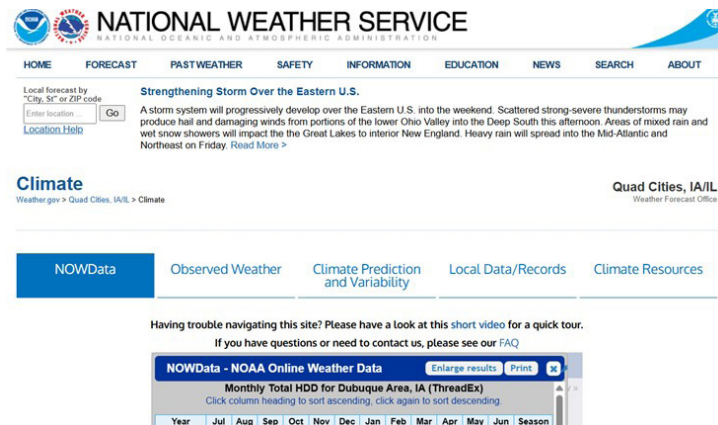 NATIONAL WEATHER SERVICE
NATIONAL OCEANIC AND ATMOSPHERIC ADMINISTRATION
HOME FORECAST PAST WEATHER SAFETY INFORMATION EDUCATION NEWS SEARCH ABOUT
Local forecast by
"City, St" or ZIP code
Enter location ... Go
Location Help
Strengthening Storm Over the Eastern U.S.
A storm system will progressively develop over the Eastern U.S. into the weekend. Scattered strong-severe thunderstorms may
produce hail and damaging winds from portions of the lower Ohio Valley into the Deep South this afternoon. Areas of mixed rain and
wet snow showers will impact the the Great Lakes to interior New England. Heavy rain will spread into the Mid-Atlantic and
Northeast on Friday. Read More >
Climate
Weather.gov > Quad Cities, IA/IL > Climate
Quad Cities, IA/IL
Weather Forecast Office
NOWData Observed Weather Climate Prediction and Variability Local Data/Records Climate Resources
Having trouble navigating this site? Please have a look at this short video for a quick tour.
If you have questions or need to contact us, please see our FAQ
NOWData - NOAA Online Weather Data Enlarge results Print x
Monthly Total HDD for Dubuque Area, IA (ThreadEx)
Click column heading to sort ascending, click again to sort descending.
Year Jul Aug Sep Oct Nov Dec Jan Feb Mar Apr May Jun Season